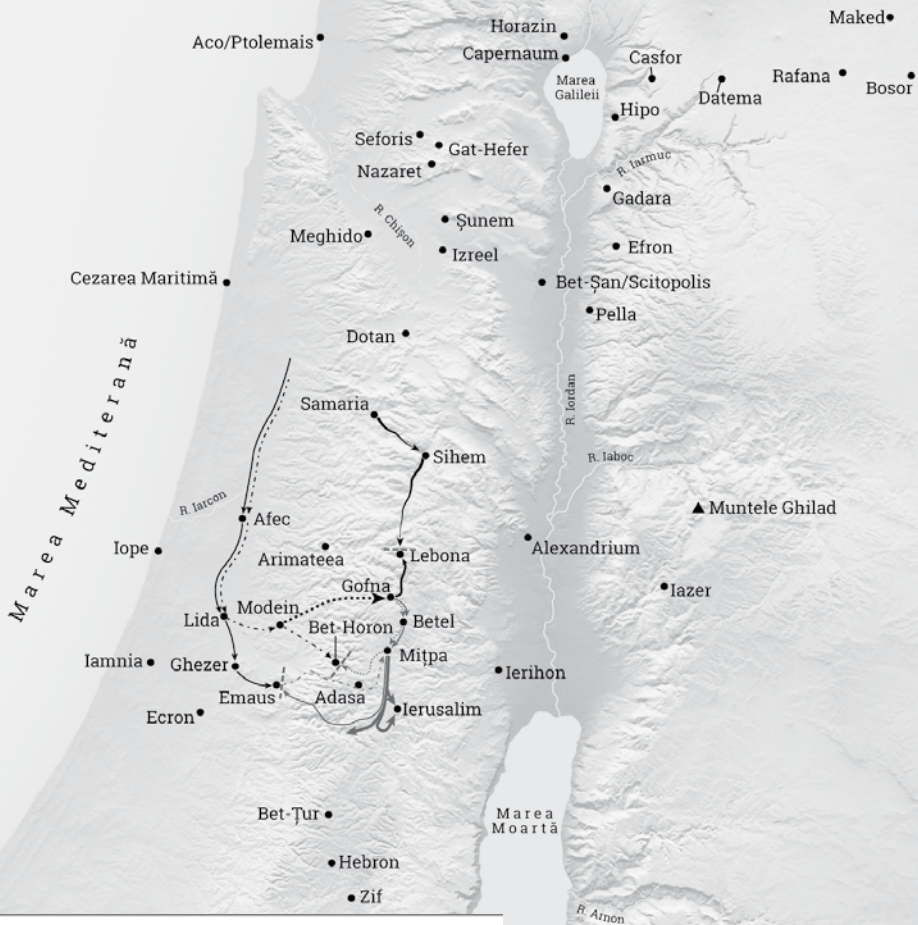 Maked
Horazin
Aco/Ptolemais
Capernaum
Casfor
Marea
Galileii
Rafana
Bosor
Datema
Hipo
Seferis
Gat-Hefer
Nazaret
R. Iarmuc
Gadara
R. Chișon
Șunem
Meghido
Izreel
Efron
Cezarea Maritimă
Bet-Șan/Scitopolis
Pella
Dotan
Marea Mediterană
R. Iordan
Samaria
Sihem
R. Iaboc
R. Iarcon
Muntele Ghilad
Afec
Iope
Arimateea
Lebona
Alexandrium
Gofna
Iazer
Modein
Lida
Bet-Horon
Betel
Mițpa
Iamnia
Ghezer
Ierihon
Emaus
Adasa
Ierusalim
Ecron
Bet-Țur
Marea
Moartă
Hebron
Zif
R. Arnon